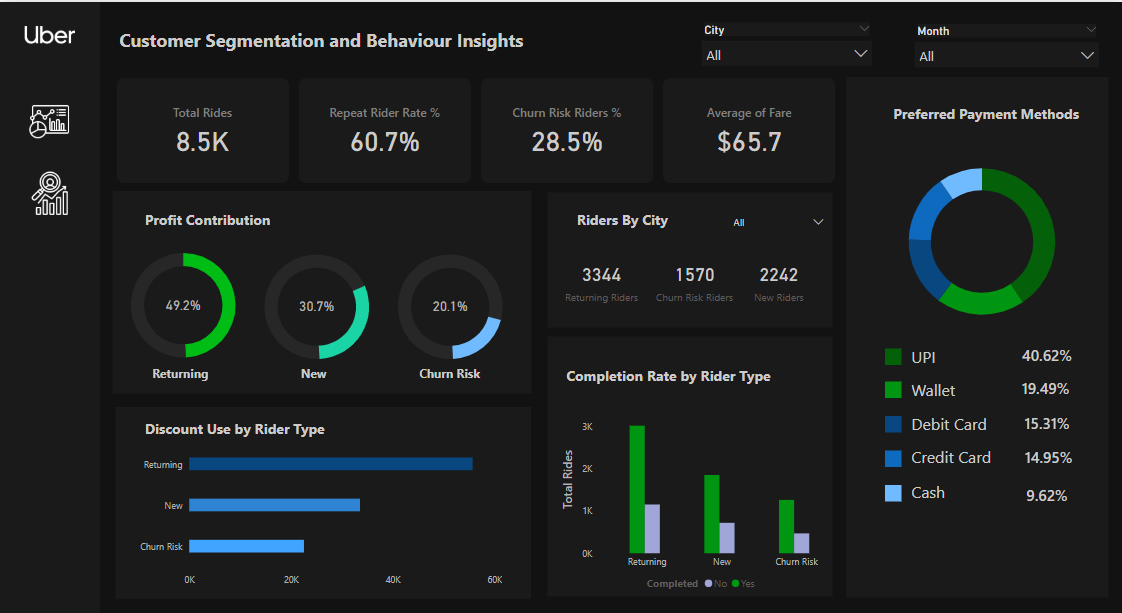 Uber
Customer Segmentation and Behaviour Insights
City
All
Month
All
Total Rides
8.5K
Repeat Rider Rate %
60.7%
Churn Risk Riders %
28.5%
Average of Fare
$65.7
Profit Contribution
49.2%
Returning
30.7%
New
20.1%
Churn Risk
Riders By City
All
3344
Returning Riders
1570
Churn Risk Riders
2242
New Riders
Discount Use by Rider Type
Returning
New
Churn Risk
0K 20K 40K 60K
Completion Rate by Rider Type
Total Rides
3K
2K
1K
0K
Returning New Churn Risk
Completed No Yes
Preferred Payment Methods
UPI 40.62%
Wallet 19.49%
Debit Card 15.31%
Credit Card 14.95%
Cash 9.62%